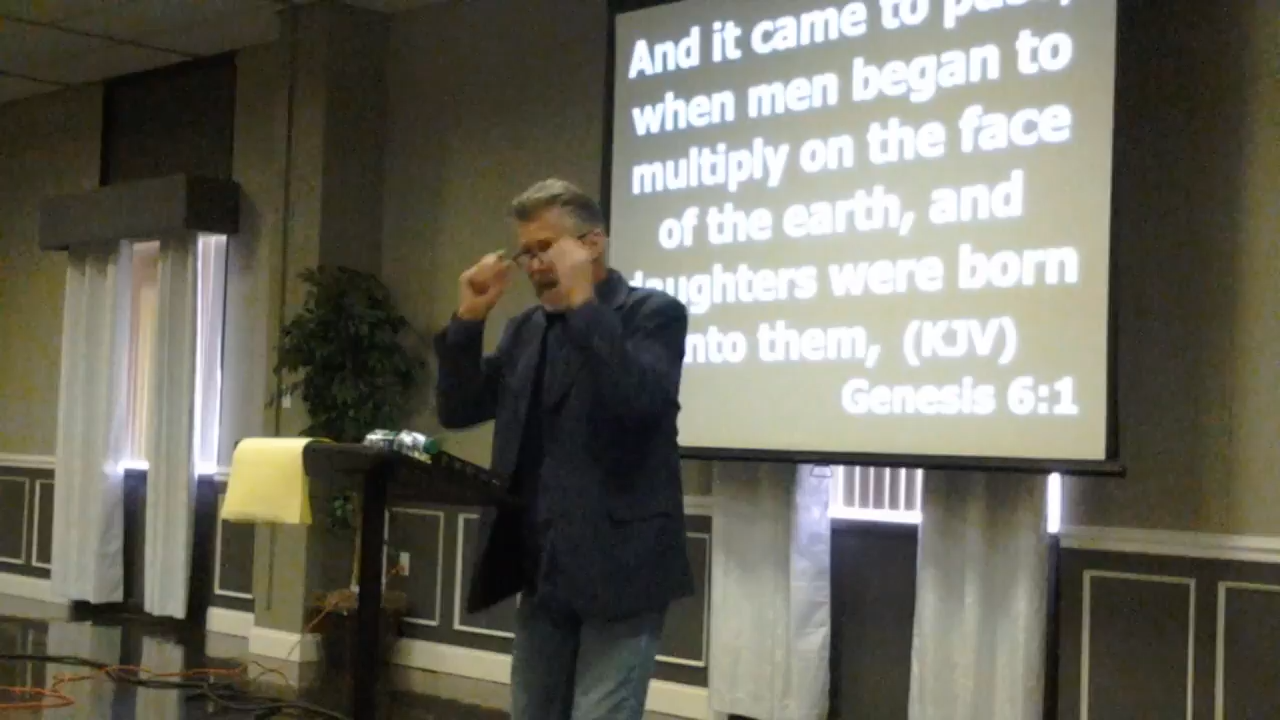 And it came to pass,
when men began to
multiply on the face
of the earth, and
daughters were born
unto them, (KJV)
Genesis 6:1